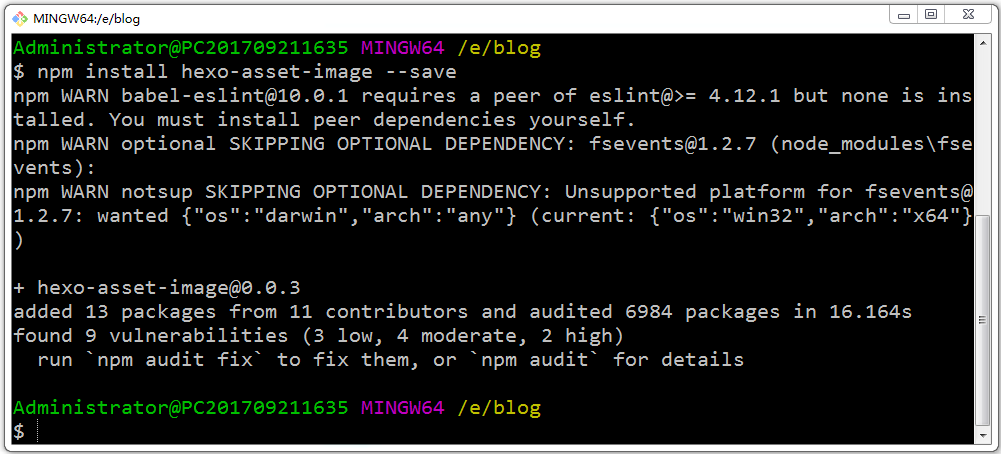 MINGW64:/e/blog
Administrator@PC201709211635 MINGW64 /e/blog
$ npm install hexo-asset-image --save
npm WARN babel-eslint@10.0.1 requires a peer of eslint@>= 4.12.1 but none is ins
talled. You must install peer dependencies yourself.
npm WARN optional SKIPPING OPTIONAL DEPENDENCY: fsevents@1.2.7 (node_modules\fse
vents):
npm WARN notsup SKIPPING OPTIONAL DEPENDENCY: Unsupported platform for fsevents@
1.2.7: wanted {"os":"darwin","arch":"any"} (current: {"os":"win32","arch":"x64"}
)
+ hexo-asset-image@0.0.3
added 13 packages from 11 contributors and audited 6984 packages in 16.164s
found 9 vulnerabilities (3 low, 4 moderate, 2 high)
  run `npm audit fix` to fix them, or `npm audit` for details
Administrator@PC201709211635 MINGW64 /e/blog
$